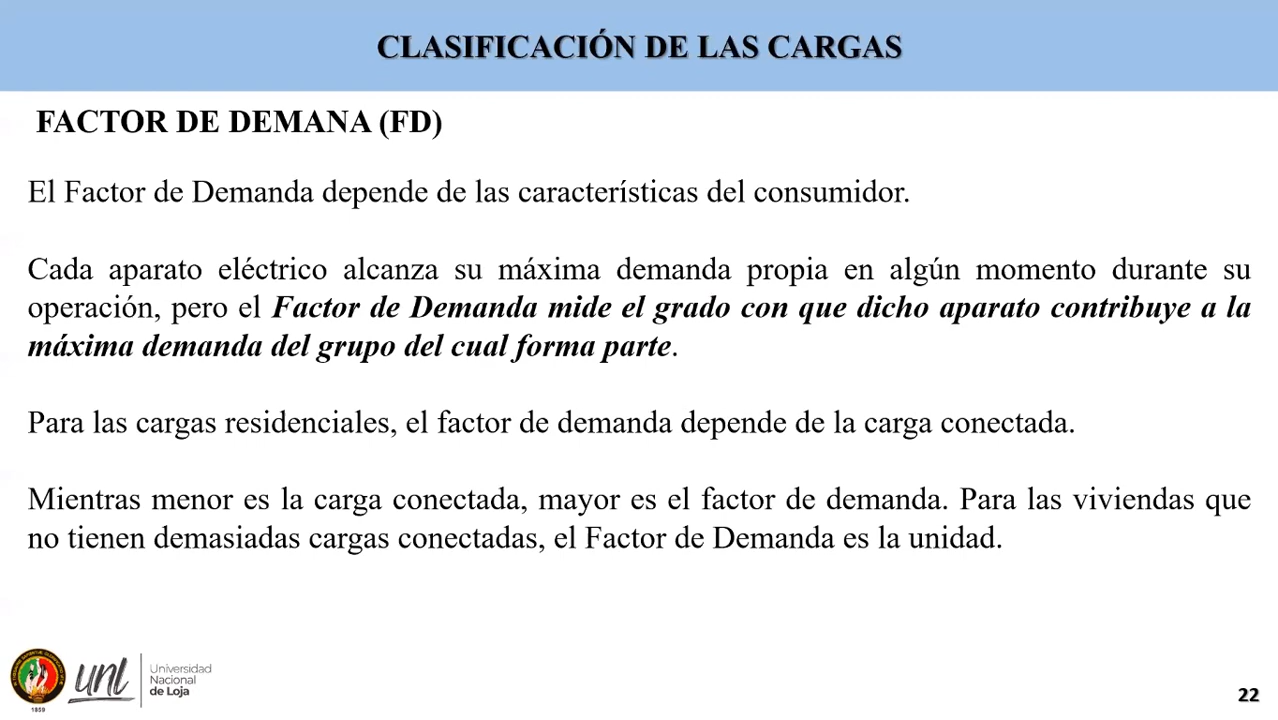 CLASIFICACIÓN DE LAS CARGAS
FACTOR DE DEMANA (FD)
El Factor de Demanda depende de las características del consumidor.
Cada aparato eléctrico alcanza su máxima demanda propia en algún momento durante su
operación, pero el Factor de Demanda mide el grado con que dicho aparato contribuye a la
máxima demanda del grupo del cual forma parte.
Para las cargas residenciales, el factor de demanda depende de la carga conectada.
Mientras menor es la carga conectada, mayor es el factor de demanda. Para las viviendas que
no tienen demasiadas cargas conectadas, el Factor de Demanda es la unidad.
1859
unl
Universidad
Nacional
de Loja
22